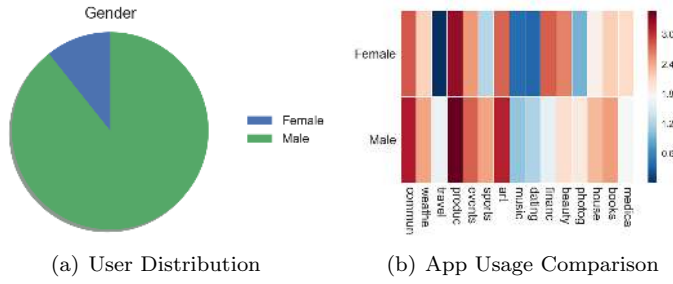 Gender
Female
Male
(a) User Distribution
Female
Male
3.0
2.4
1.8
1.2
0.6
commun
weathe
travel
produc
events
sports
art
music
dating
financ
beauty
photog
house
books
medica
(b) App Usage Comparison